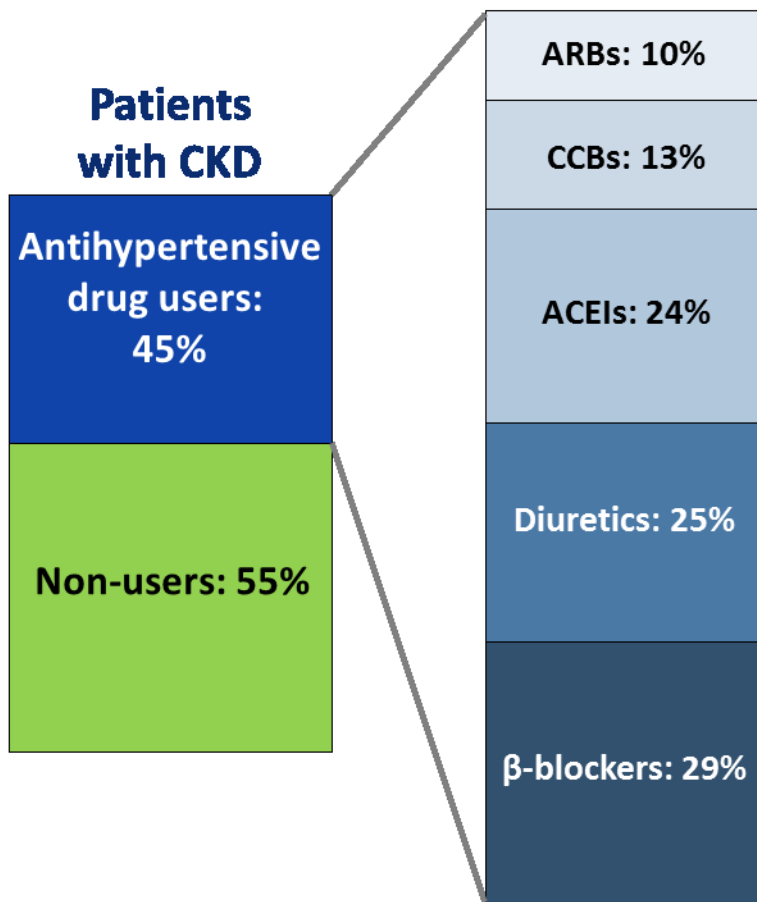 Patients
with CKD
Antihypertensive
drug users:
45%
Non-users: 55%
ARBs: 10%
CCBs: 13%
ACEIs: 24%
Diuretics: 25%
β-blockers: 29%